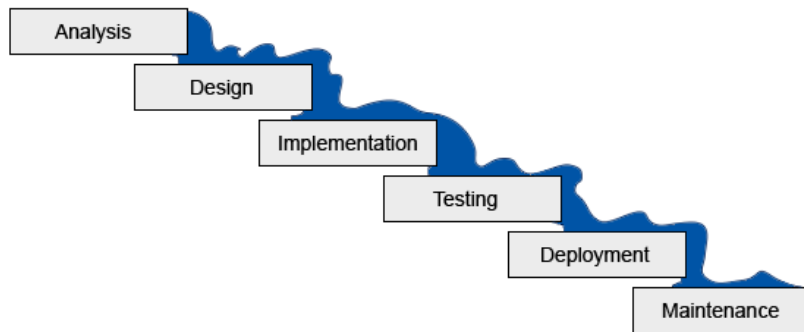 Analysis
Design
Implementation
Testing
Deployment
Maintenance